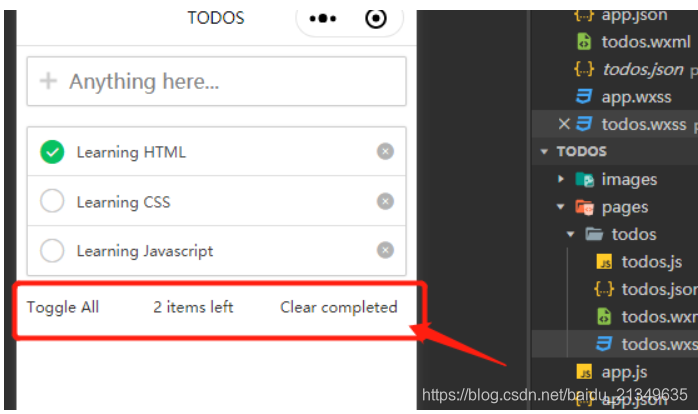 TODOS
Anything here...
Learning HTML
Learning CSS
Learning Javascript
Toggle All
2 items left
Clear completed
{..} app.json
todos.wxml
{..} todos.json p
app.wxss
todos.wxss p
TODOS
images
pages
todos
JS todos.js
{..} todos.json
todos.wxm
todos.wxs
JS app.js
{..} app.json
https://blog.csdn.net/baidu_21349635